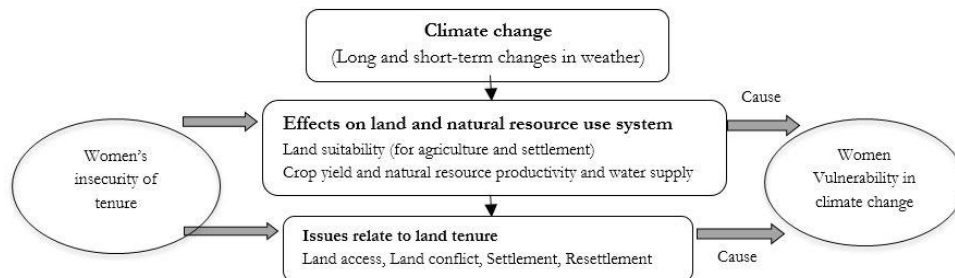 Climate change
(Long and short-term changes in weather)
Cause
Effects on land and natural resource use system
Land suitability (for agriculture and settlement)
Crop yield and natural resource productivity and water supply
Women's
insecurity of
tenure
Women
Vulnerability in
climate change
Issues relate to land tenure
Land access, Land conflict, Settlement, Resettlement
Cause